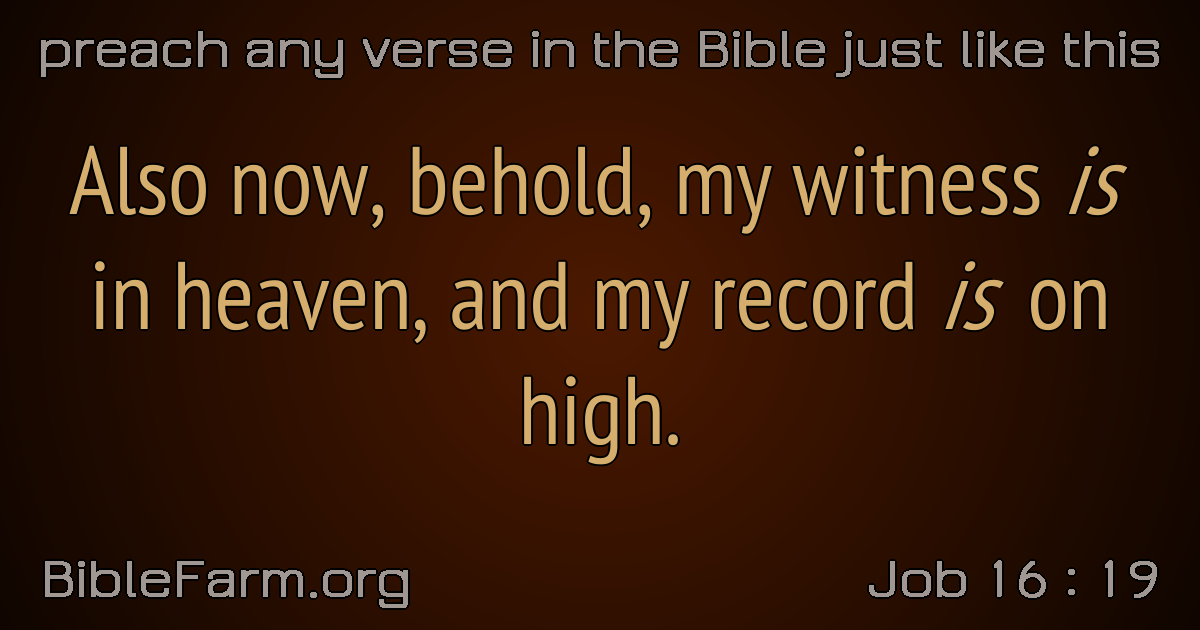 preach any verse in the Bible just like this
Also now, behold, my witness is
in heaven, and my record is on
high.
BibleFarm.org
Job 16 : 19